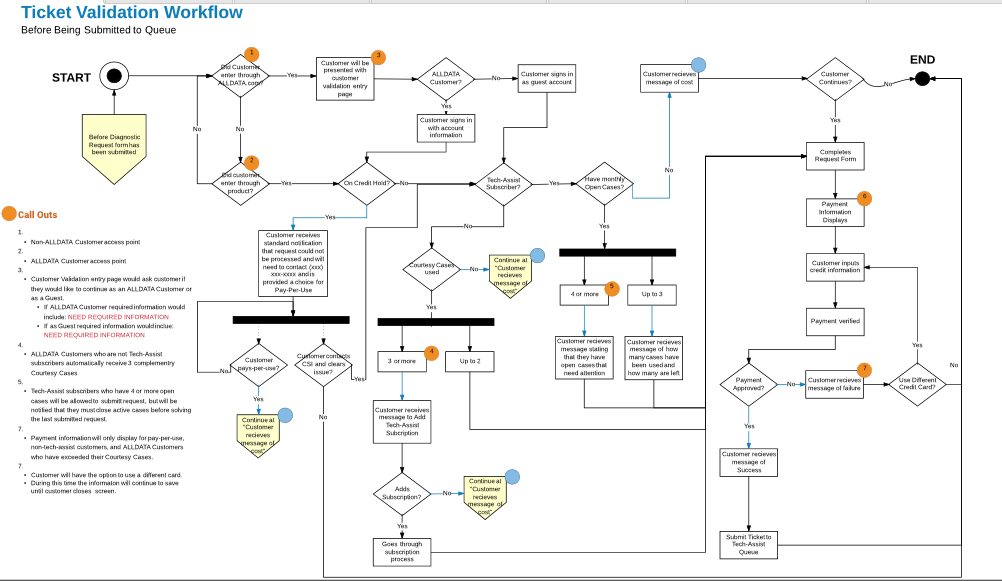 Ticket Validation Workflow
Before Being Submitted to Queue
START
Before Diagnostic
Request form has
been submitted
1
Did Customer
enter through
ALLDATA.com?
Yes
No
No
2
Did customer
enter through
product?
Yes
3
Customer will be
presented with
customer
validation entry
page
ALLDATA
Customer?
No
Yes
Customer signs in
as guest account
Customer signs in
with account
information
On Credit Hold?
No
Yes
Tech-Assist
Subscriber?
Yes
No
Have monthly
Open Cases?
No
Yes
Customer recieves
message of cost
Customer
Continues?
No
Yes
END
Completes
Request Form
6
Payment
Information
Displays
Customer inputs
credit information
Payment verified
Payment
Approved?
No
Yes
7
Customer recieves
message of failure
Use Different
Credit Card?
Yes
No
Customer recieves
message of
Success
Submit Ticket to
Tech-Assist
Queue
Customer receives
standard notification
that request could not
be processed and will
need to contact (xxx)
xxx-xxxx and is
provided a choice for
Pay-Per-Use
Customer
pays-per-use?
No
Yes
Continue at
"Customer
recieves
message of
cost"
Customer contacts
CSI and clears
issue?
Yes
No
Courtesy Cases
used
No
Yes
Continue at
"Customer
recieves
message of
cost"
3 or more
4
Up to 2
Customer receives
message to Add
Tech-Assist
Subcription
Adds
Subscription?
No
Yes
Continue at
"Customer
recieves
message of
cost"
Goes through
subscription
process
4 or more
5
Up to 3
Customer recieves
message stating
that they have
open cases that
need attention
Customer recieves
message of how
many cases have
been used and
how many are left
Call Outs
1.
• Non-ALLDATA Customer access point
2.
• ALLDATA Customer access point
3.
• Customer Validation entry page would ask customer if
they would like to continue as an ALLDATA Customer or
as a Guest.
• If ALLDATA Customer required information would
include: NEED REQUIRED INFORMATION
• If as Guest required information would inclue:
NEED REQUIRED INFORMATION
4.
• ALLDATA Customers who are not Tech-Assist
subscribers automatically receive 3 complementry
Courtesy Cases
5.
• Tech-Assist subscribers who have 4 or more open
cases will be allowed to submit request, but will be
notified that they must close active cases before solving
the last submitted request.
7.
• Payment information will only display for pay-per-use,
non-tech-assist customers, and ALLDATA Customers
who have exceeded their Courtesy Cases.
7.
• Customer will have the option to use a different card.
• During this time the informaton will continue to save
until customer closes screen.